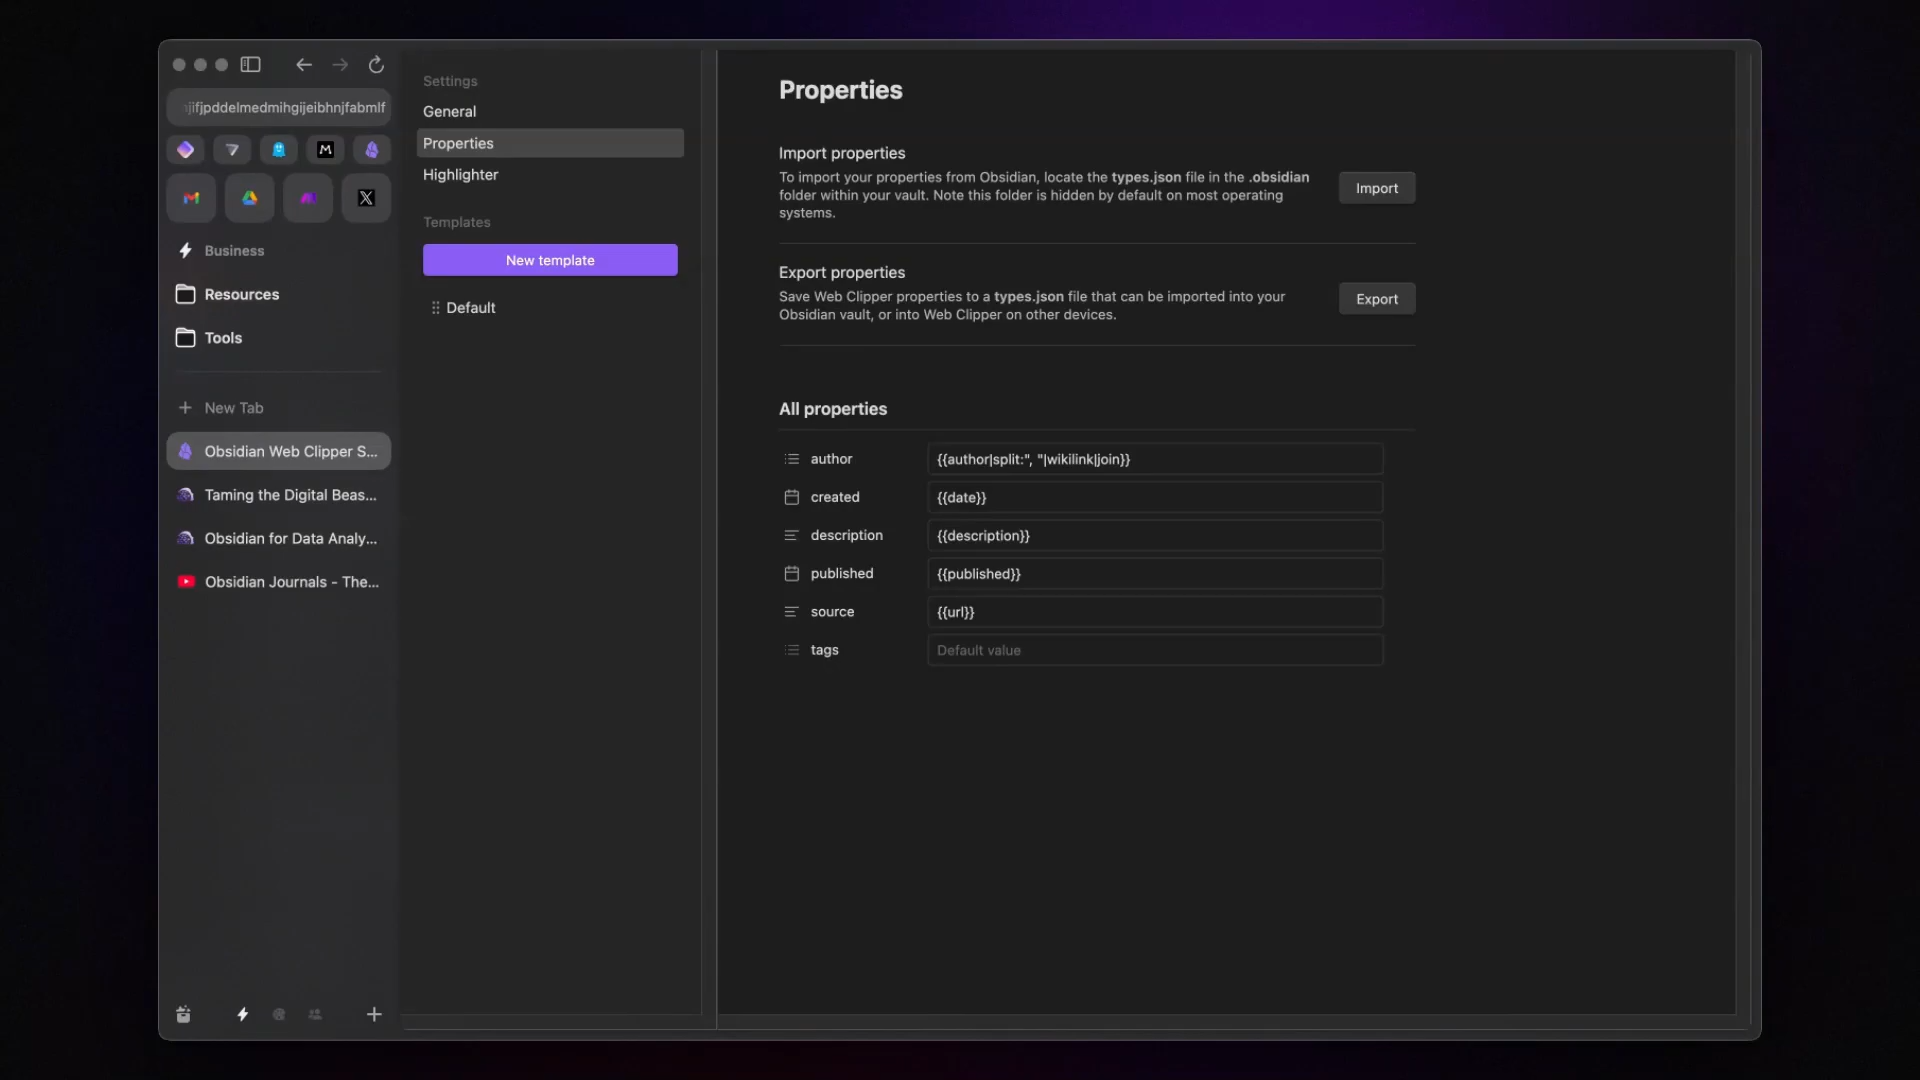 jifjpddelmedmihgijeibhnjfabmlf
Business
Resources
Tools
New Tab
Obsidian Web Clipper S...
Taming the Digital Beas...
Obsidian for Data Analy...
Obsidian Journals - The...
Settings
General
Properties
Highlighter
Templates
New template
Default
Properties
Import properties
To import your properties from Obsidian, locate the types.json file in the .obsidian
folder within your vault. Note this folder is hidden by default on most operating
systems.
Import
Export properties
Save Web Clipper properties to a types.json file that can be imported into your
Obsidian vault, or into Web Clipper on other devices.
Export
All properties
author {{author|split:", "|wikilink|join}}
created {{date}}
description {{description}}
published {{published}}
source {{url}}
tags Default value